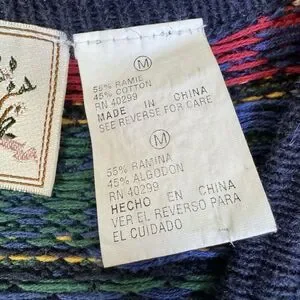 M
55% RAMIE
45% COTTON
RN 40299
MADE IN CHINA
SEE REVERSE FOR CARE
M
55% RAMINA
45% ALGODON
RN 40299
HECHO EN CHINA
VER EL REVERSO PARA
EL CUIDADO